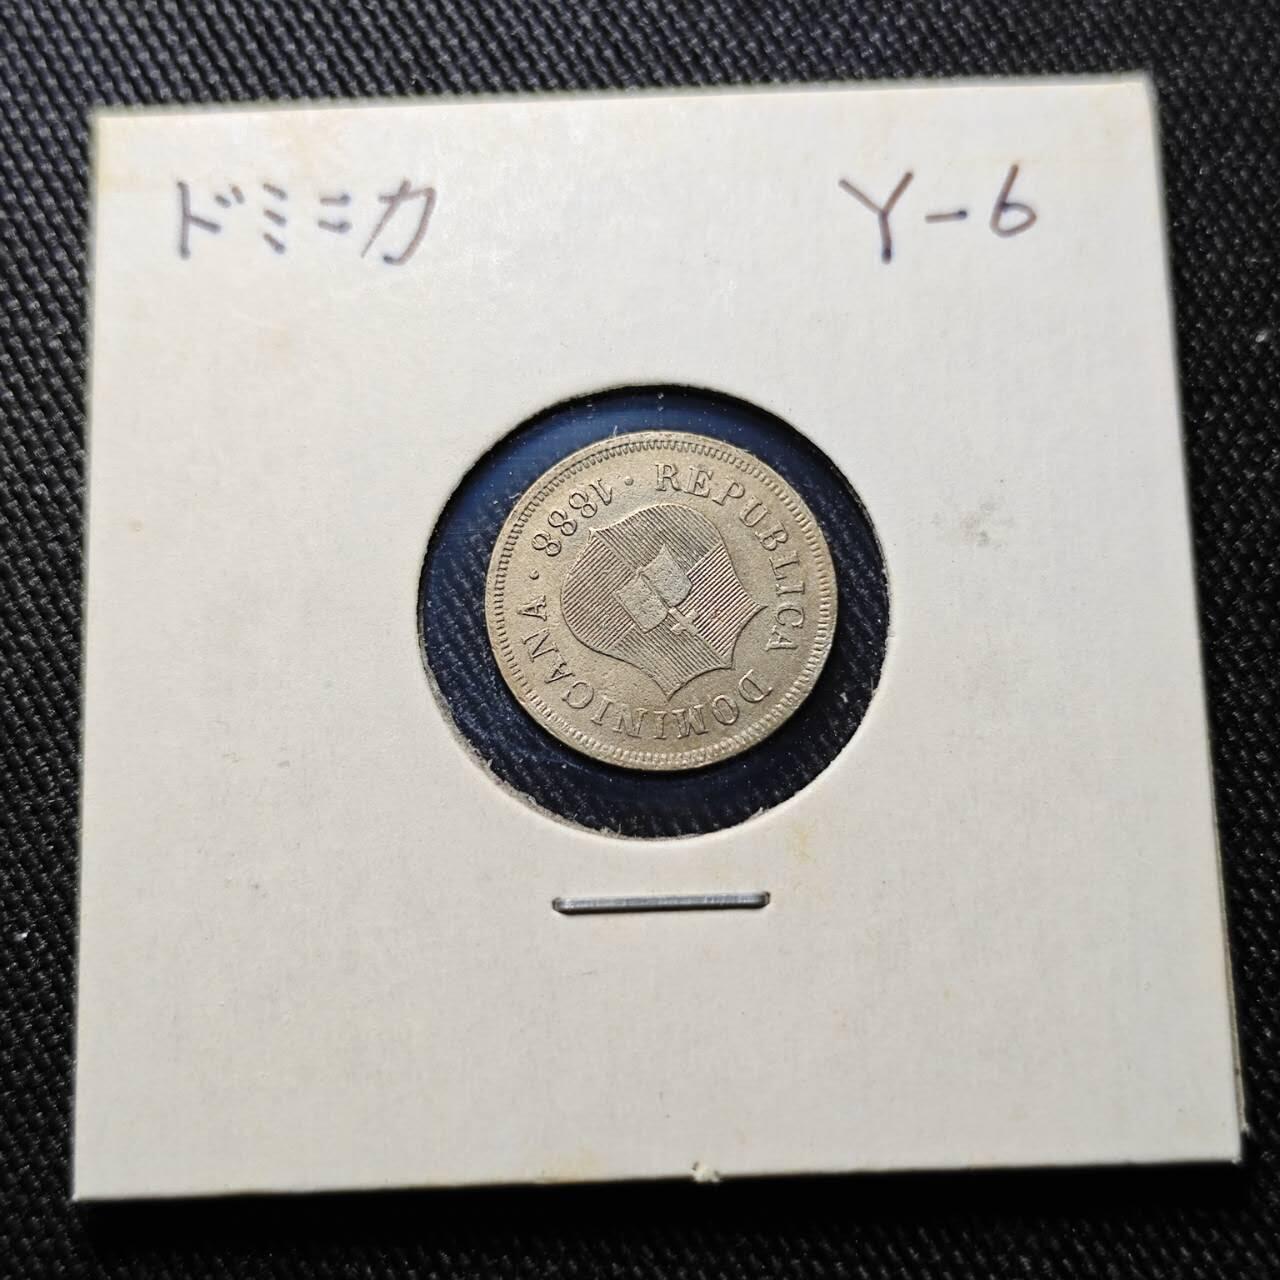 ドミニカ Y-6
REPUBLICA DOMINICANA · 1888 ·